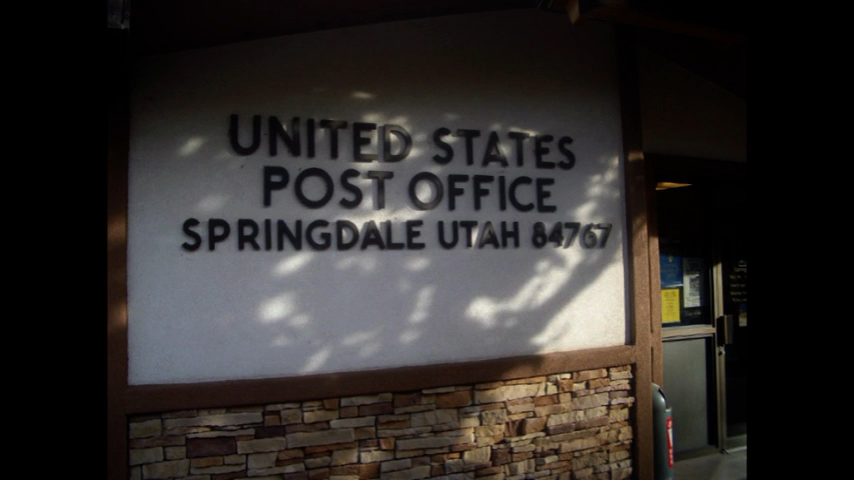 UNITED STATES
POST OFFICE
SPRINGDALE UTAH 84767